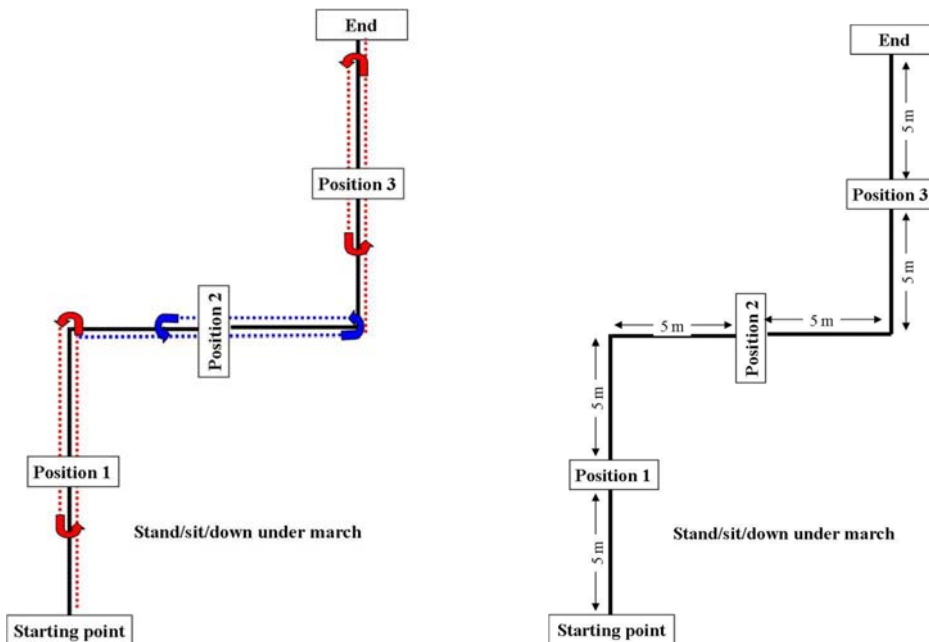 End
Position 3
Position 2
Position 1
Stand/sit/down under march
Starting point
End
5 m
Position 3
5 m
5 m
5 m
Position 2
5 m
Position 1
5 m
Stand/sit/down under march
Starting point